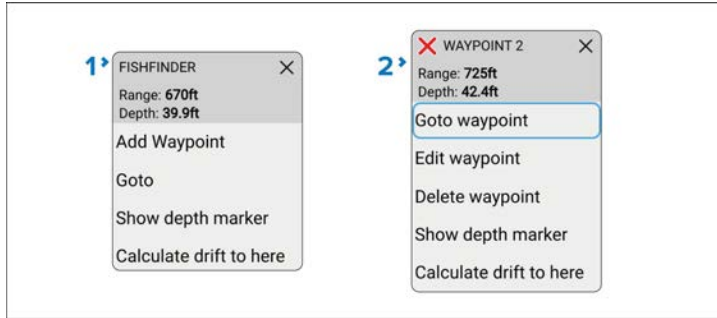 1
FISHFINDER
Range: 670ft
Depth: 39.9ft
Add Waypoint
Goto
Show depth marker
Calculate drift to here
2
WAYPOINT 2
Range: 725ft
Depth: 42.4ft
Goto waypoint
Edit waypoint
Delete waypoint
Show depth marker
Calculate drift to here